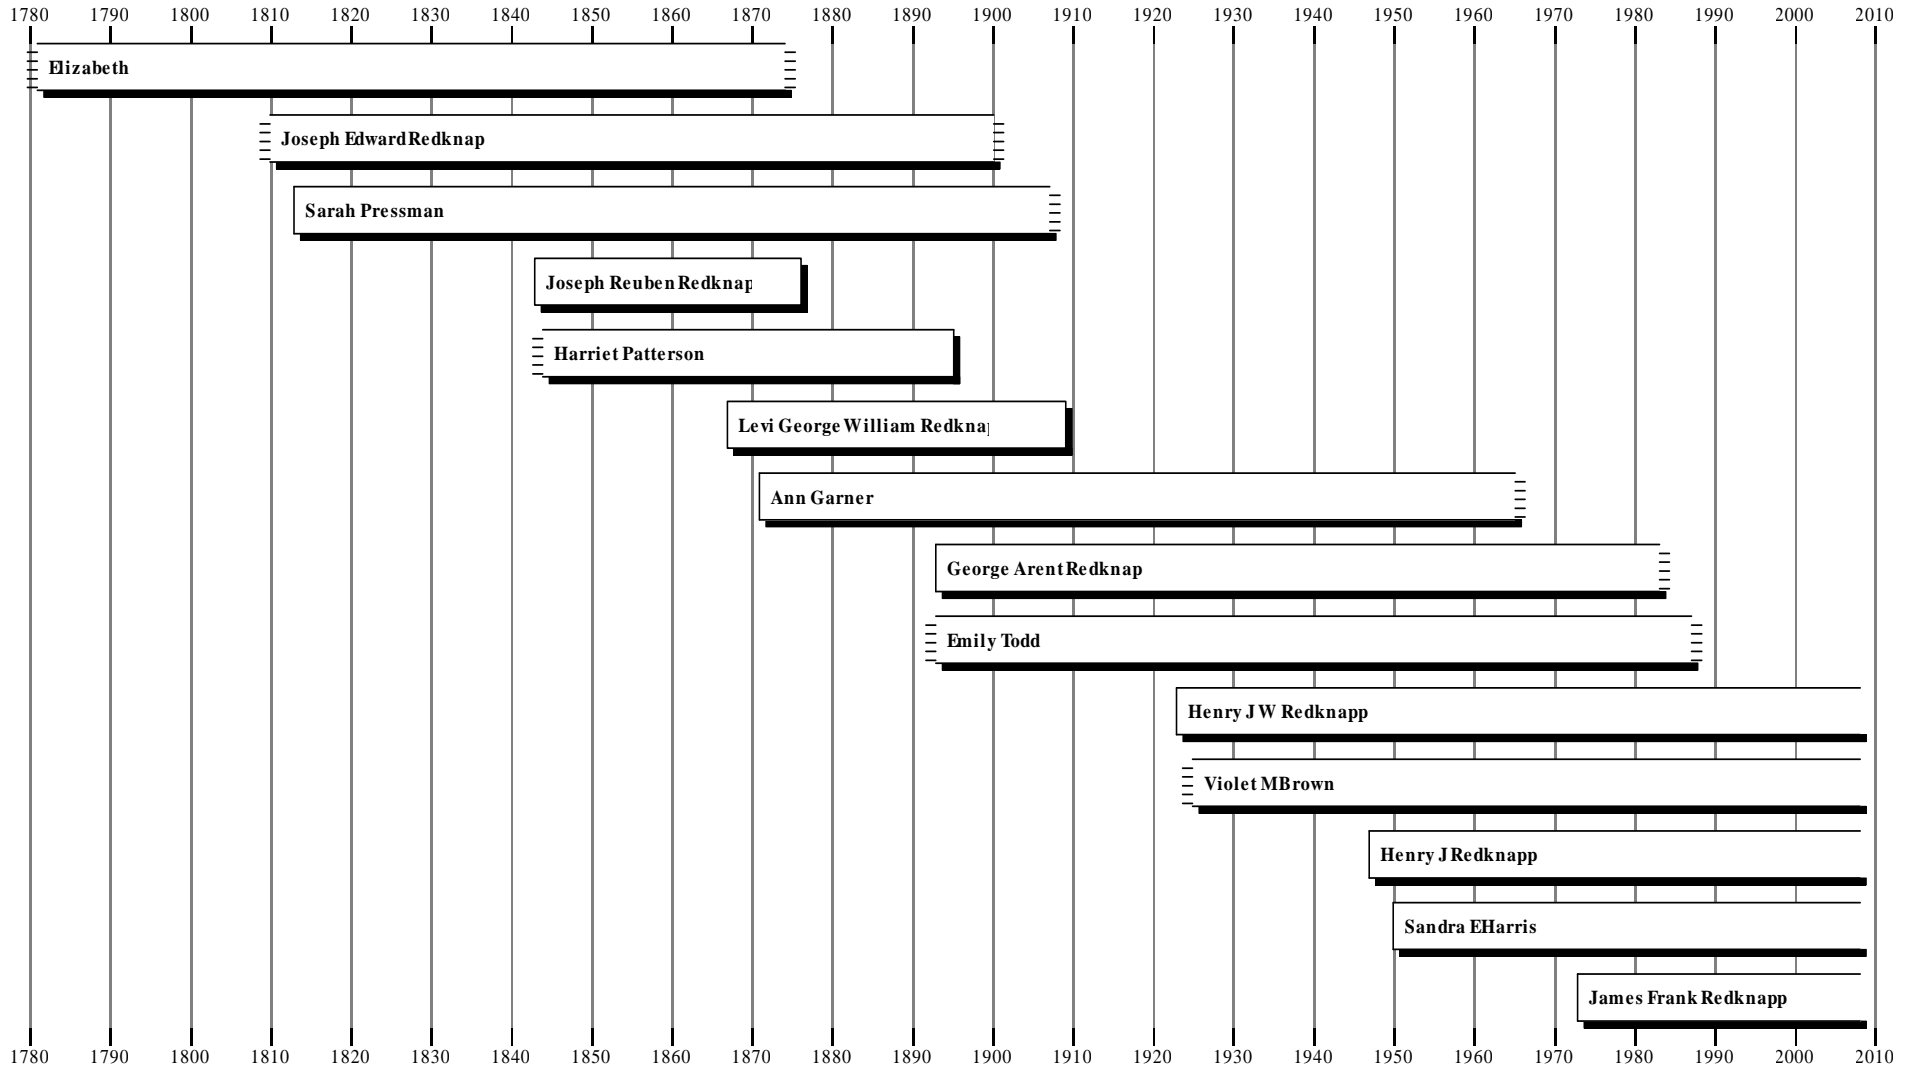 1780 1790 1800 1810 1820 1830 1840 1850 1860 1870 1880 1890 1900 1910 1920 1930 1940 1950 1960 1970 1980 1990 2000 2010
Elizabeth
Joseph Edward Redknap
Sarah Pressman
Joseph Reuben Redknap
Harriet Patterson
Levi George William Redkna
Ann Garner
George Arent Redknap
Emily Todd
Henry J W Redknapp
Violet M Brown
Henry J Redknapp
Sandra E Harris
James Frank Redknapp
1780 1790 1800 1810 1820 1830 1840 1850 1860 1870 1880 1890 1900 1910 1920 1930 1940 1950 1960 1970 1980 1990 2000 2010